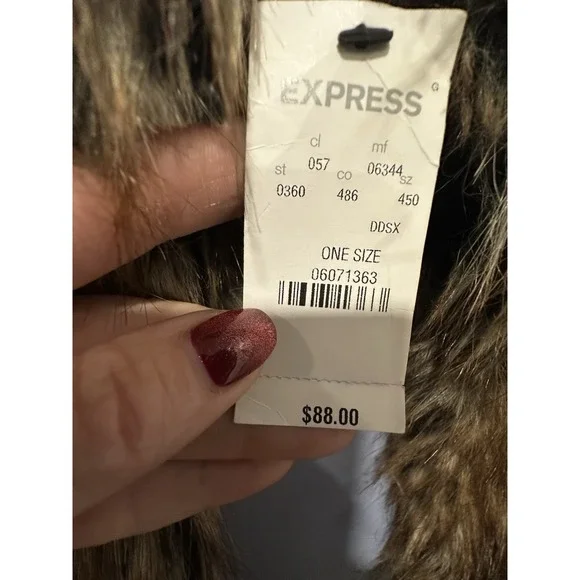 EXPRESS
cl mf
057 06344
st co sz
0360 486 450
DDSX
ONE SIZE
06071363
$88.00